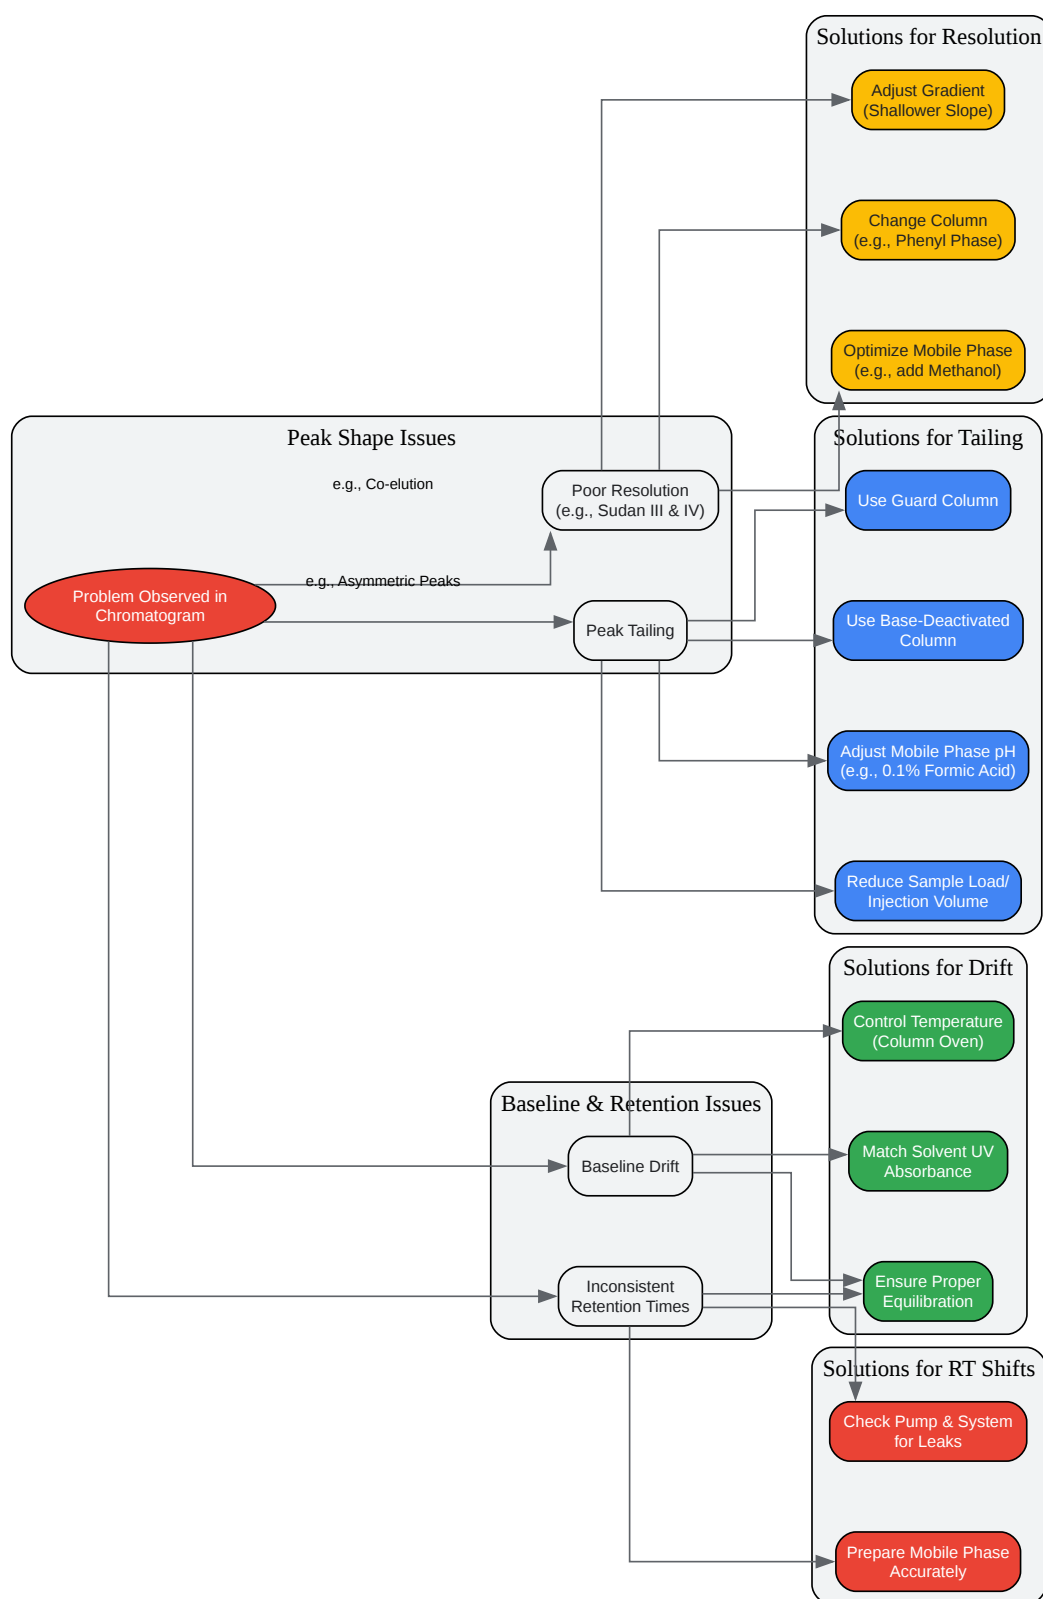 Solutions for Resolution
Adjust Gradient
(Shallower Slope)
Change Column
(e.g., Phenyl Phase)
Optimize Mobile Phase
(e.g., add Methanol)
Peak Shape Issues
e.g., Co-elution
Poor Resolution
(e.g., Sudan III & IV)
e.g., Asymmetric Peaks
Problem Observed in
Chromatogram
Peak Tailing
Solutions for Tailing
Use Guard Column
Use Base-Deactivated
Column
Adjust Mobile Phase pH
(e.g., 0.1% Formic Acid)
Reduce Sample Load/
Injection Volume
Solutions for Drift
Control Temperature
(Column Oven)
Baseline & Retention Issues
Baseline Drift
Match Solvent UV
Absorbance
Inconsistent
Retention Times
Ensure Proper
Equilibration
Solutions for RT Shifts
Check Pump & System
for Leaks
Prepare Mobile Phase
Accurately